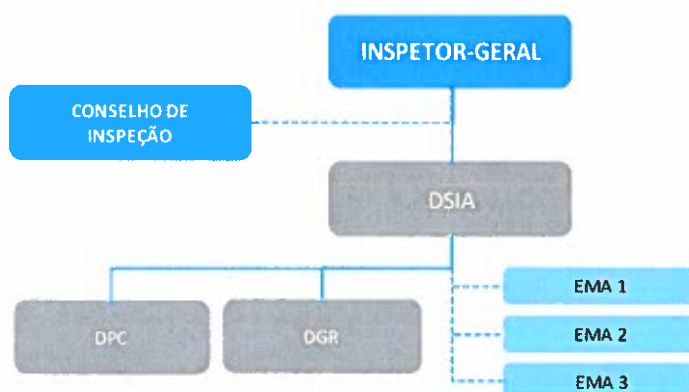 INSPETOR-GERAL
CONSELHO DE
INSPEÇÃO
DSIA
DPC
DGR
EMA 1
EMA 2
EMA 3